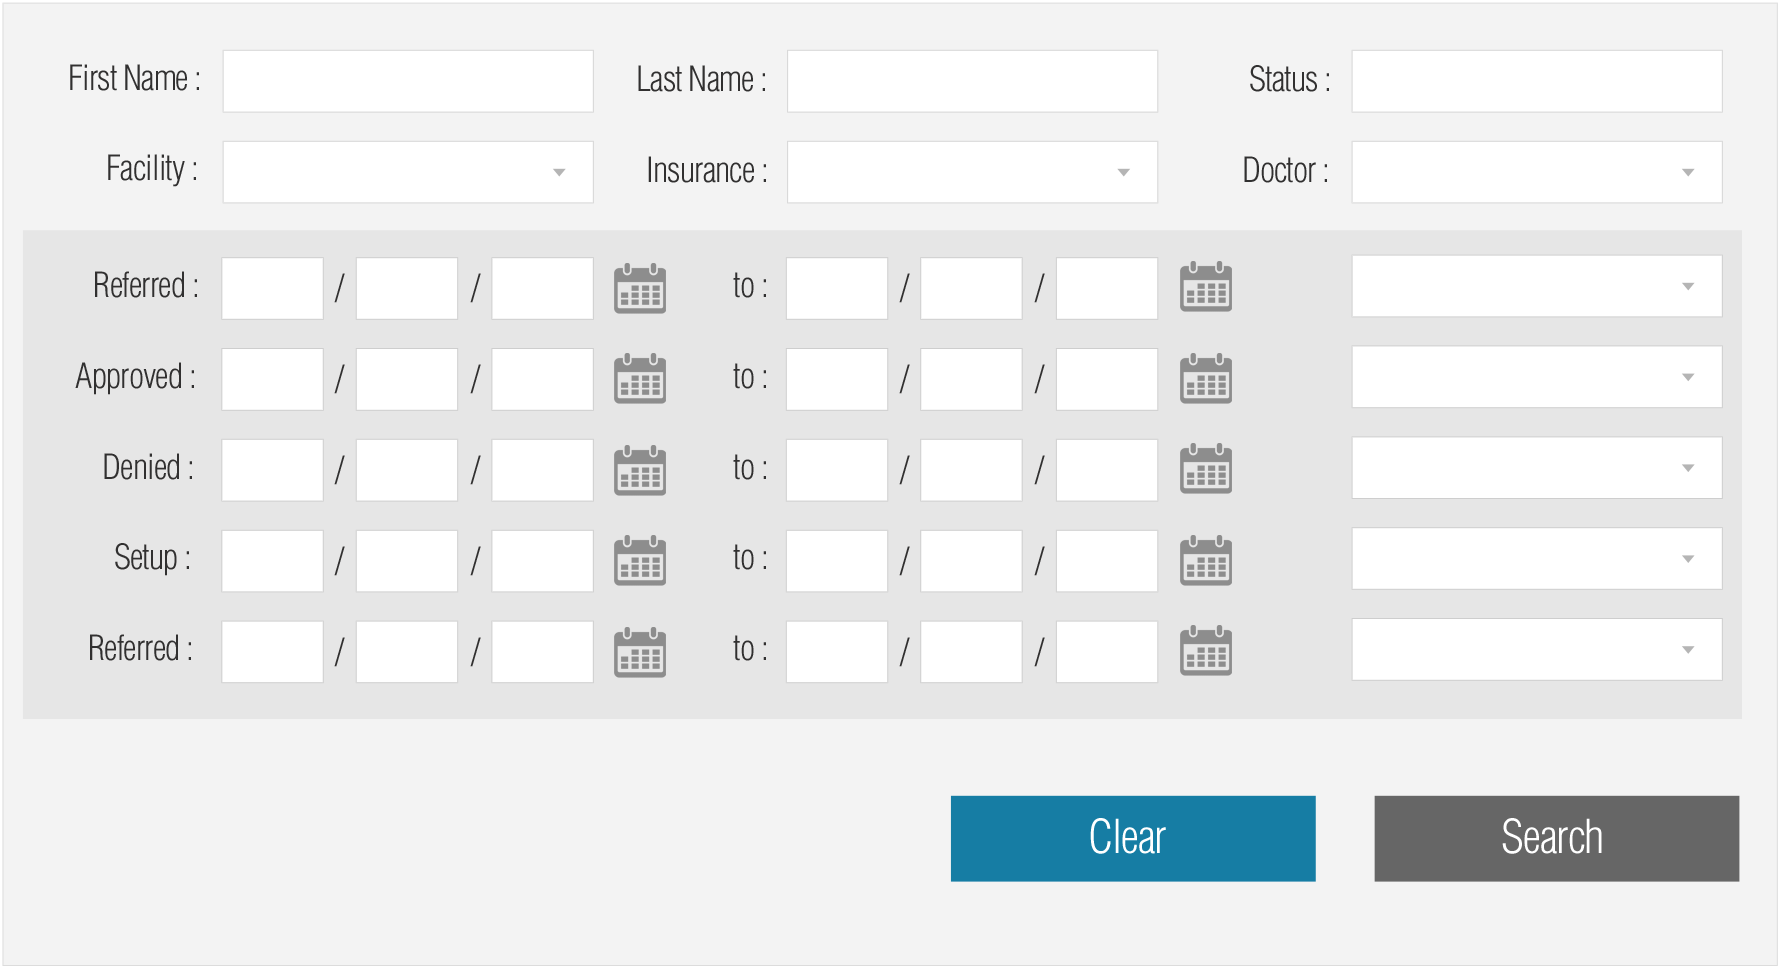 First Name : Last Name : Status :
Facility : Insurance : Doctor :
Referred : / / to : / /
Approved : / / to : / /
Denied : / / to : / /
Setup : / / to : / /
Referred : / / to : / /
Clear Search